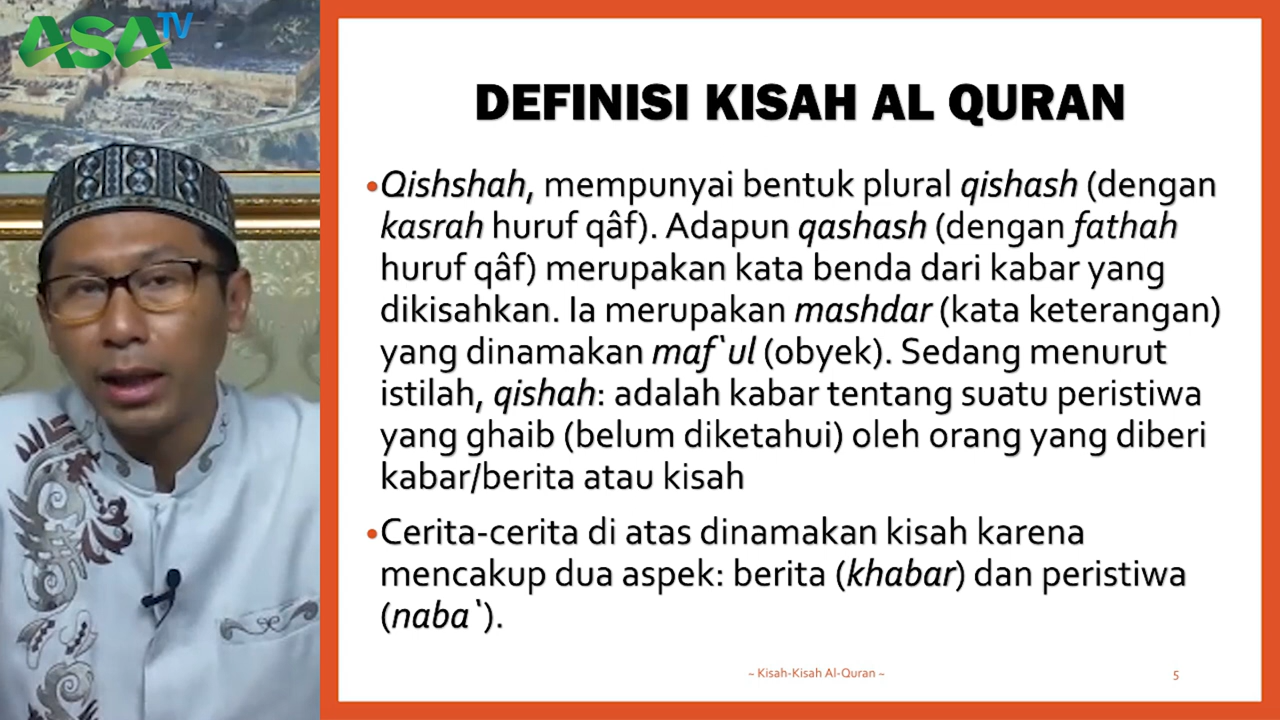 ASATV
DEFINISI KISAH AL QURAN
•Qishshah, mempunyai bentuk plural qishash (dengan
kasrah huruf qâf). Adapun qashash (dengan fathah
huruf qâf) merupakan kata benda dari kabar yang
dikisahkan. Ia merupakan mashdar (kata keterangan)
yang dinamakan maf`ul (obyek). Sedang menurut
istilah, qishah: adalah kabar tentang suatu peristiwa
yang ghaib (belum diketahui) oleh orang yang diberi
kabar/berita atau kisah
•Cerita-cerita di atas dinamakan kisah karena
mencakup dua aspek: berita (khabar) dan peristiwa
(naba`).
~ Kisah-Kisah Al-Quran ~
5